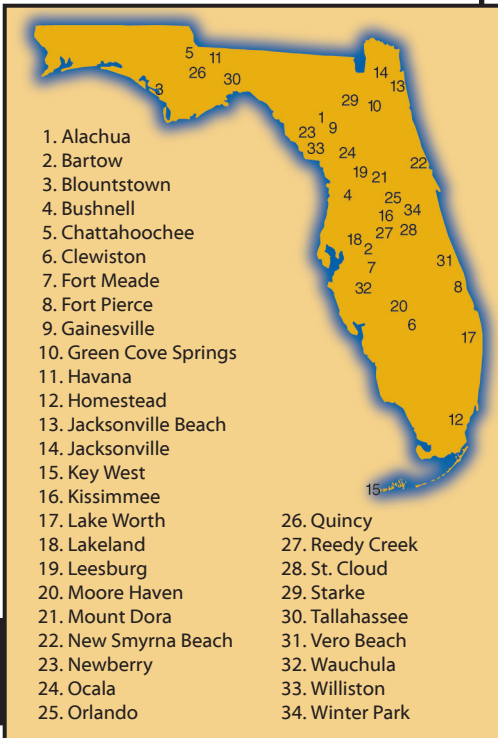 5
11
26
30
3
14
13
29
10
1
9
23
33
24
22
19
21
4
25
34
16
28
27
18
2
31
7
32
8
20
6
17
12
15
1. Alachua
2. Bartow
3. Blountstown
4. Bushnell
5. Chattahoochee
6. Clewiston
7. Fort Meade
8. Fort Pierce
9. Gainesville
10. Green Cove Springs
11. Havana
12. Homestead
13. Jacksonville Beach
14. Jacksonville
15. Key West
16. Kissimmee
17. Lake Worth
18. Lakeland
19. Leesburg
20. Moore Haven
21. Mount Dora
22. New Smyrna Beach
23. Newberry
24. Ocala
25. Orlando
26. Quincy
27. Reedy Creek
28. St. Cloud
29. Starke
30. Tallahassee
31. Vero Beach
32. Wauchula
33. Williston
34. Winter Park